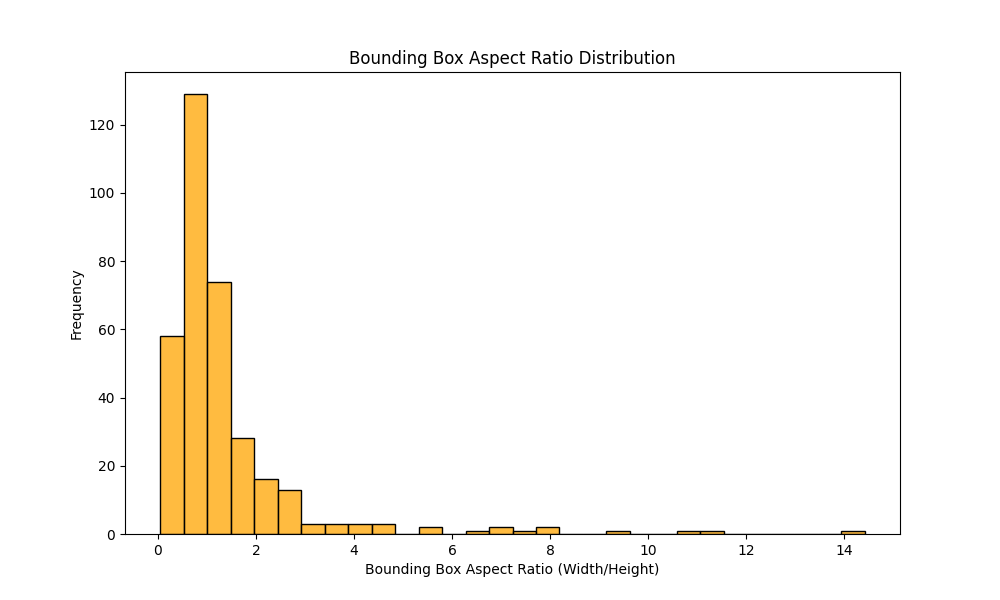 Bounding Box Aspect Ratio Distribution
120
100
80
60
40
20
0
Frequency
0 2 4 6 8 10 12 14
Bounding Box Aspect Ratio (Width/Height)